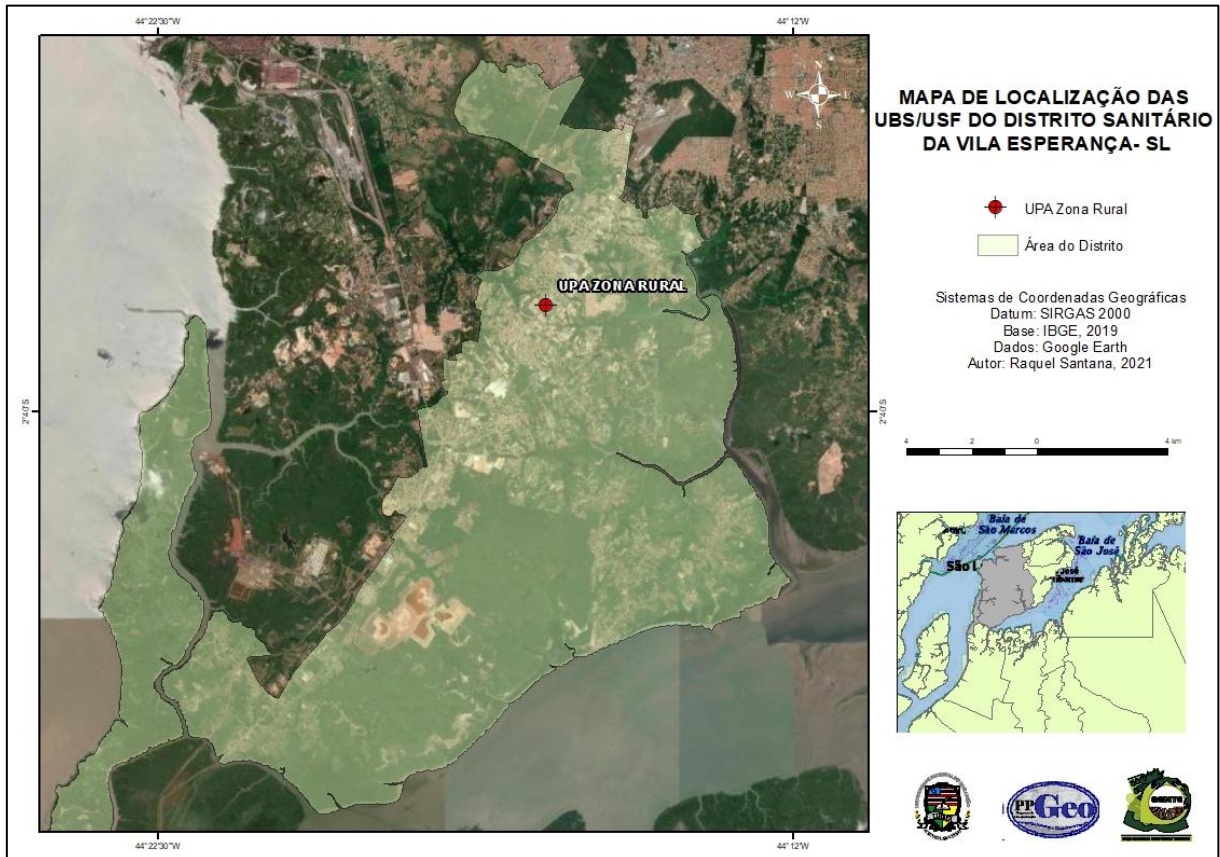 44°22'30"W
44°12'W
N
W
E
S
MAPA DE LOCALIZAÇÃO DAS
UBS/USF DO DISTRITO SANITÁRIO
DA VILA ESPERANÇA- SL
UPA Zona Rural
Área do Distrito
UPA ZONA RURAL
Sistemas de Coordenadas Geográficas
Datum: SIRGAS 2000
Base: IBGE, 2019
Dados: Google Earth
Autor: Raquel Santana, 2021
2°40'S
2°40'S
4
2
0
4 km
Baía de
São Marcos
Baía de
São José
São L
José
PP
Geo
44°22'30"W
44°12'W